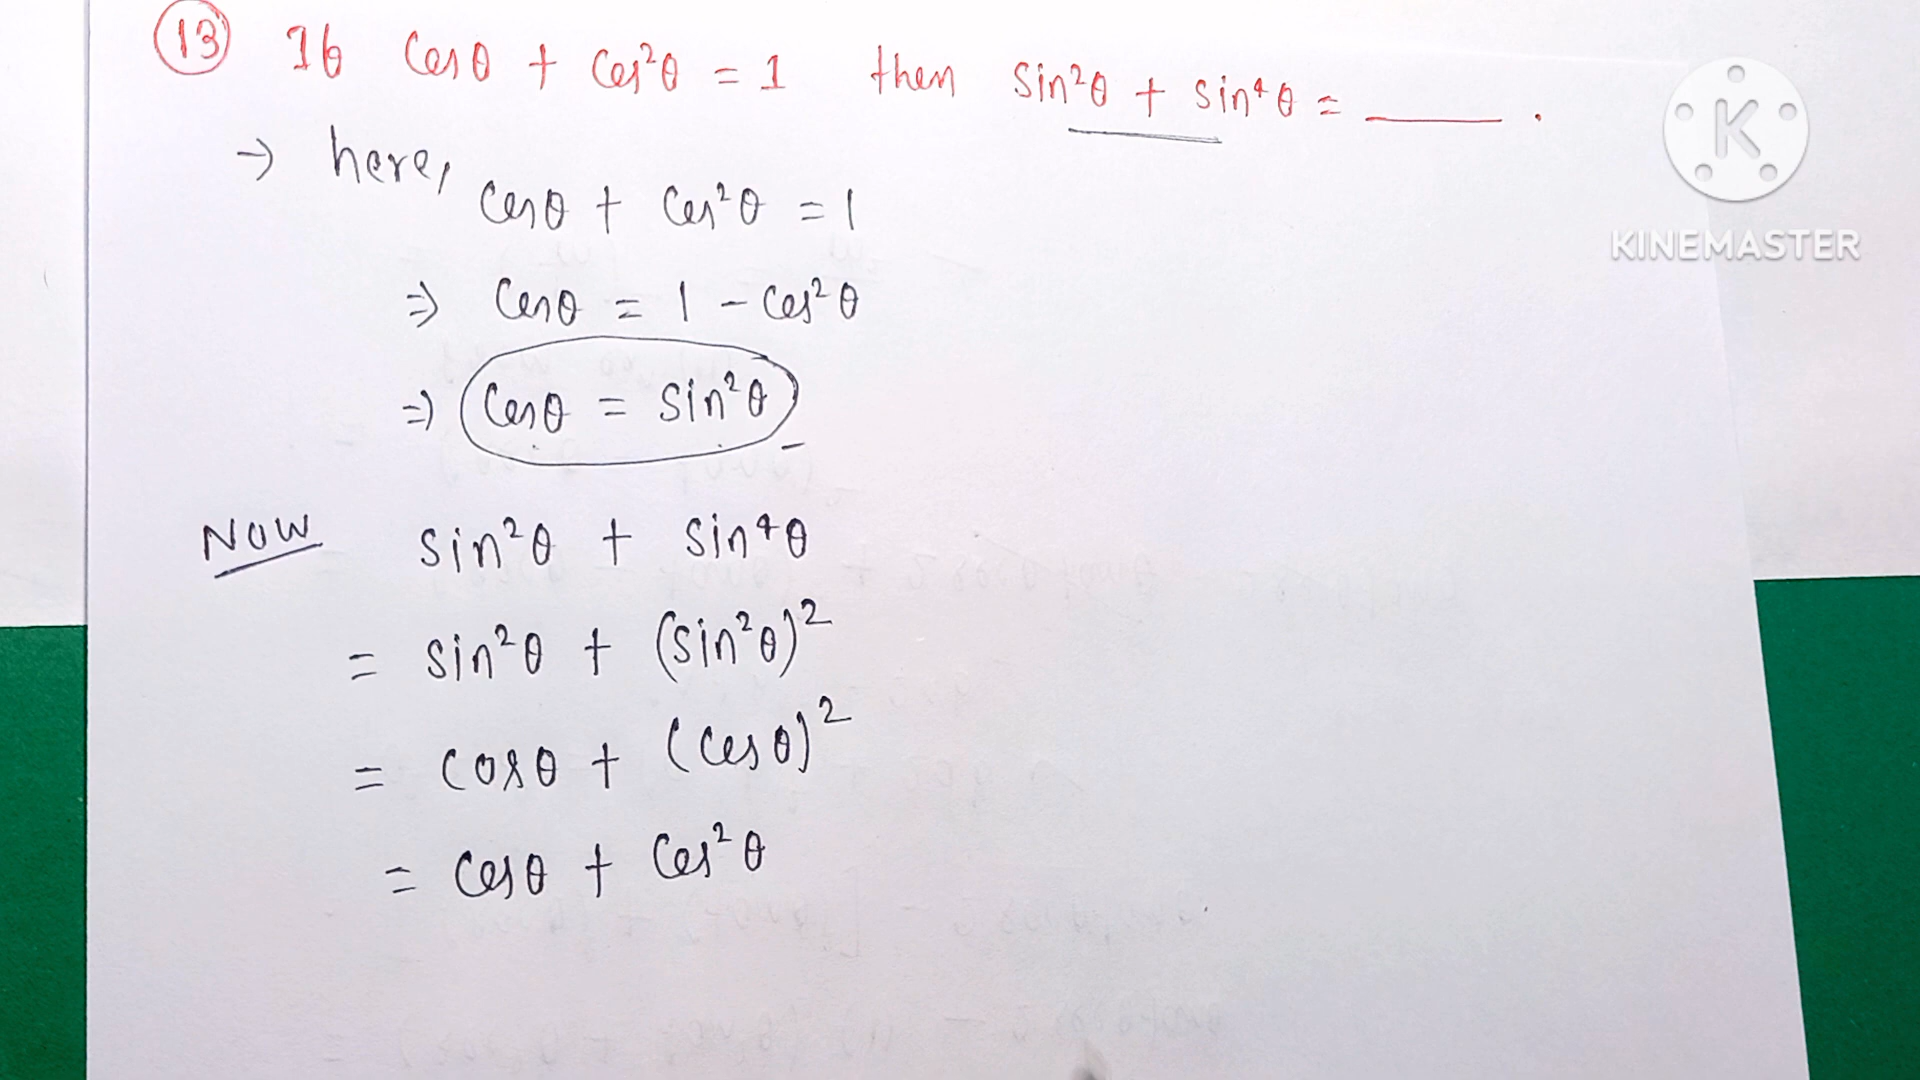 (13) If Cosθ + Cos²θ = 1 then Sin²θ + Sin⁴θ = ____ .
→ here,
Cosθ + Cos²θ = 1
⇒ Cosθ = 1 - Cos²θ
⇒ Cosθ = Sin²θ
NOW Sin²θ + Sin⁴θ
= Sin²θ + (Sin²θ)²
= Cosθ + (Cosθ)²
= Cosθ + Cos²θ
K
KINEMASTER